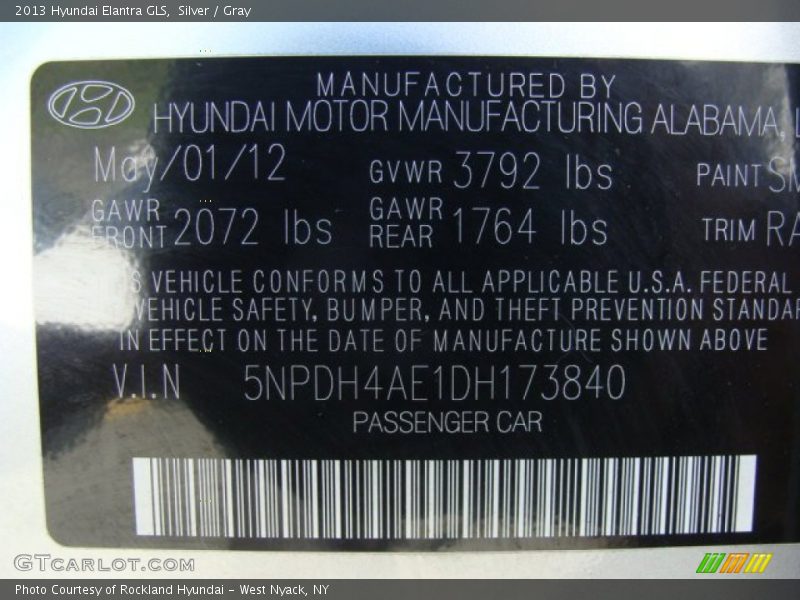 2013 Hyundai Elantra GLS, Silver / Gray
MANUFACTURED BY
HYUNDAI MOTOR MANUFACTURING ALABAMA,
May/01/12 GVWR 3792 lbs PAINT SM
GAWR FRONT 2072 lbs GAWR REAR 1764 lbs TRIM RA
VEHICLE CONFORMS TO ALL APPLICABLE U.S.A. FEDERAL
VEHICLE SAFETY, BUMPER, AND THEFT PREVENTION STANDAR
IN EFFECT ON THE DATE OF MANUFACTURE SHOWN ABOVE
V.I.N 5NPDH4AE1DH173840
PASSENGER CAR
GTCARLOT.COM
Photo Courtesy of Rockland Hyundai - West Nyack, NY